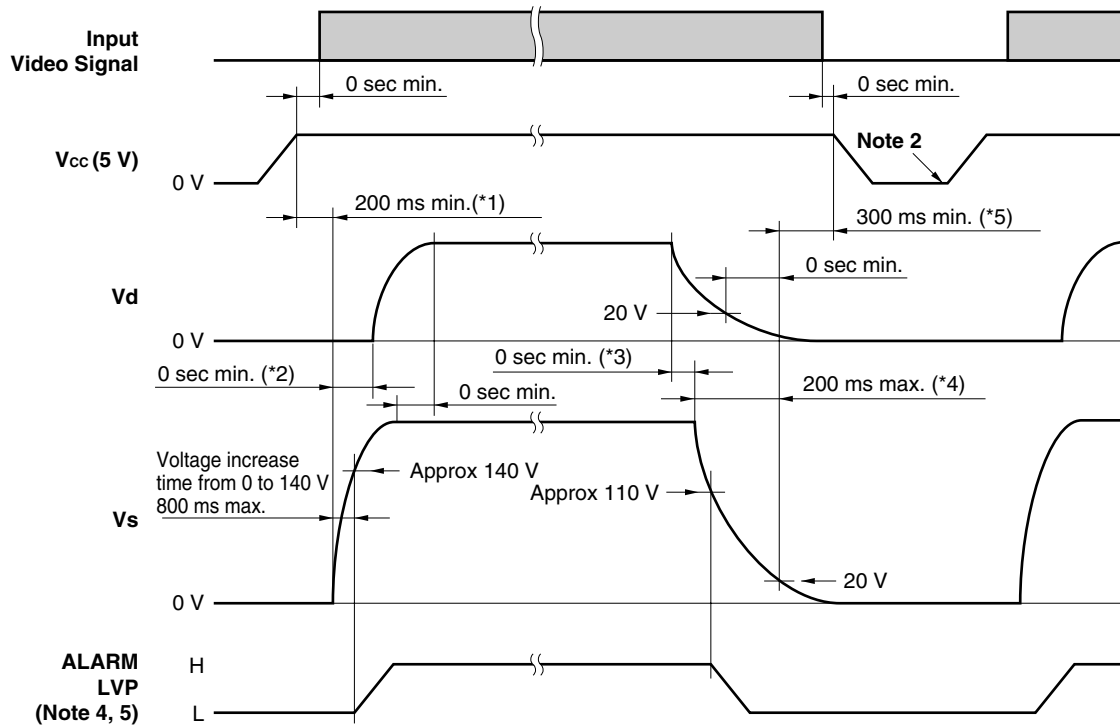 Input
Video Signal
0 sec min.
0 sec min.
Vcc (5 V)
Note 2
0 V
200 ms min.(*1)
300 ms min. (*5)
0 sec min.
Vd
20 V
0 V
0 sec min. (*3)
0 sec min. (*2)
200 ms max. (*4)
0 sec min.
Voltage increase
time from 0 to 140 V
800 ms max.
Approx 140 V
Approx 110 V
Vs
20 V
0 V
ALARM
LVP
(Note 4, 5)
H
L